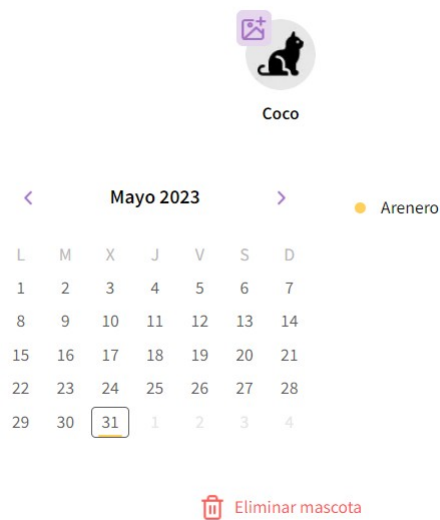 Coco
Mayo 2023
Arenero
L M X J V S D
1 2 3 4 5 6 7
8 9 10 11 12 13 14
15 16 17 18 19 20 21
22 23 24 25 26 27 28
29 30 31 1 2 3 4
Eliminar mascota